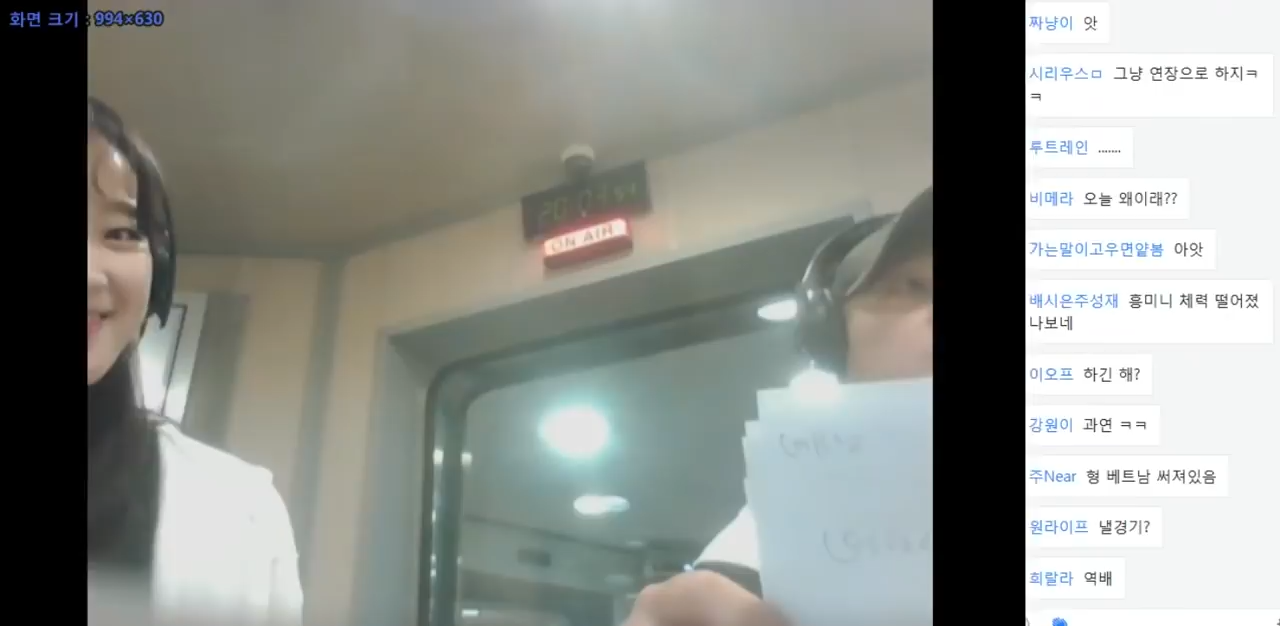 화면 크기 : 994×630
ON AIR
짜냥이 앗
시리우스ㅁ 그냥 연장으로 하지ㅋ
ㅋ
루트레인 .......
비메라 오늘 왜이래??
가는말이고우면얕봄 아앗
배시은주성재 흥미니 체력 떨어졌
나보네
이오프 하긴 해?
강원이 과연 ㅋㅋ
주Near 형 베트남 써져있음
원라이프 낼경기?
회랄라 역배